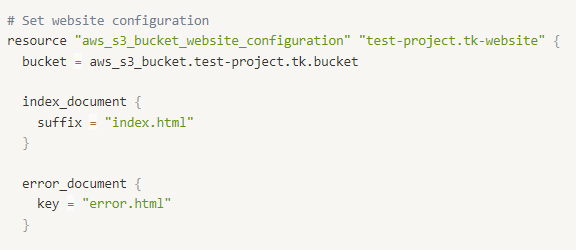 # Set website configuration
resource "aws_s3_bucket_website_configuration" "test-project.tk-website" {
  bucket = aws_s3_bucket.test-project.tk.bucket

  index_document {
    suffix = "index.html"
  }

  error_document {
    key = "error.html"
  }